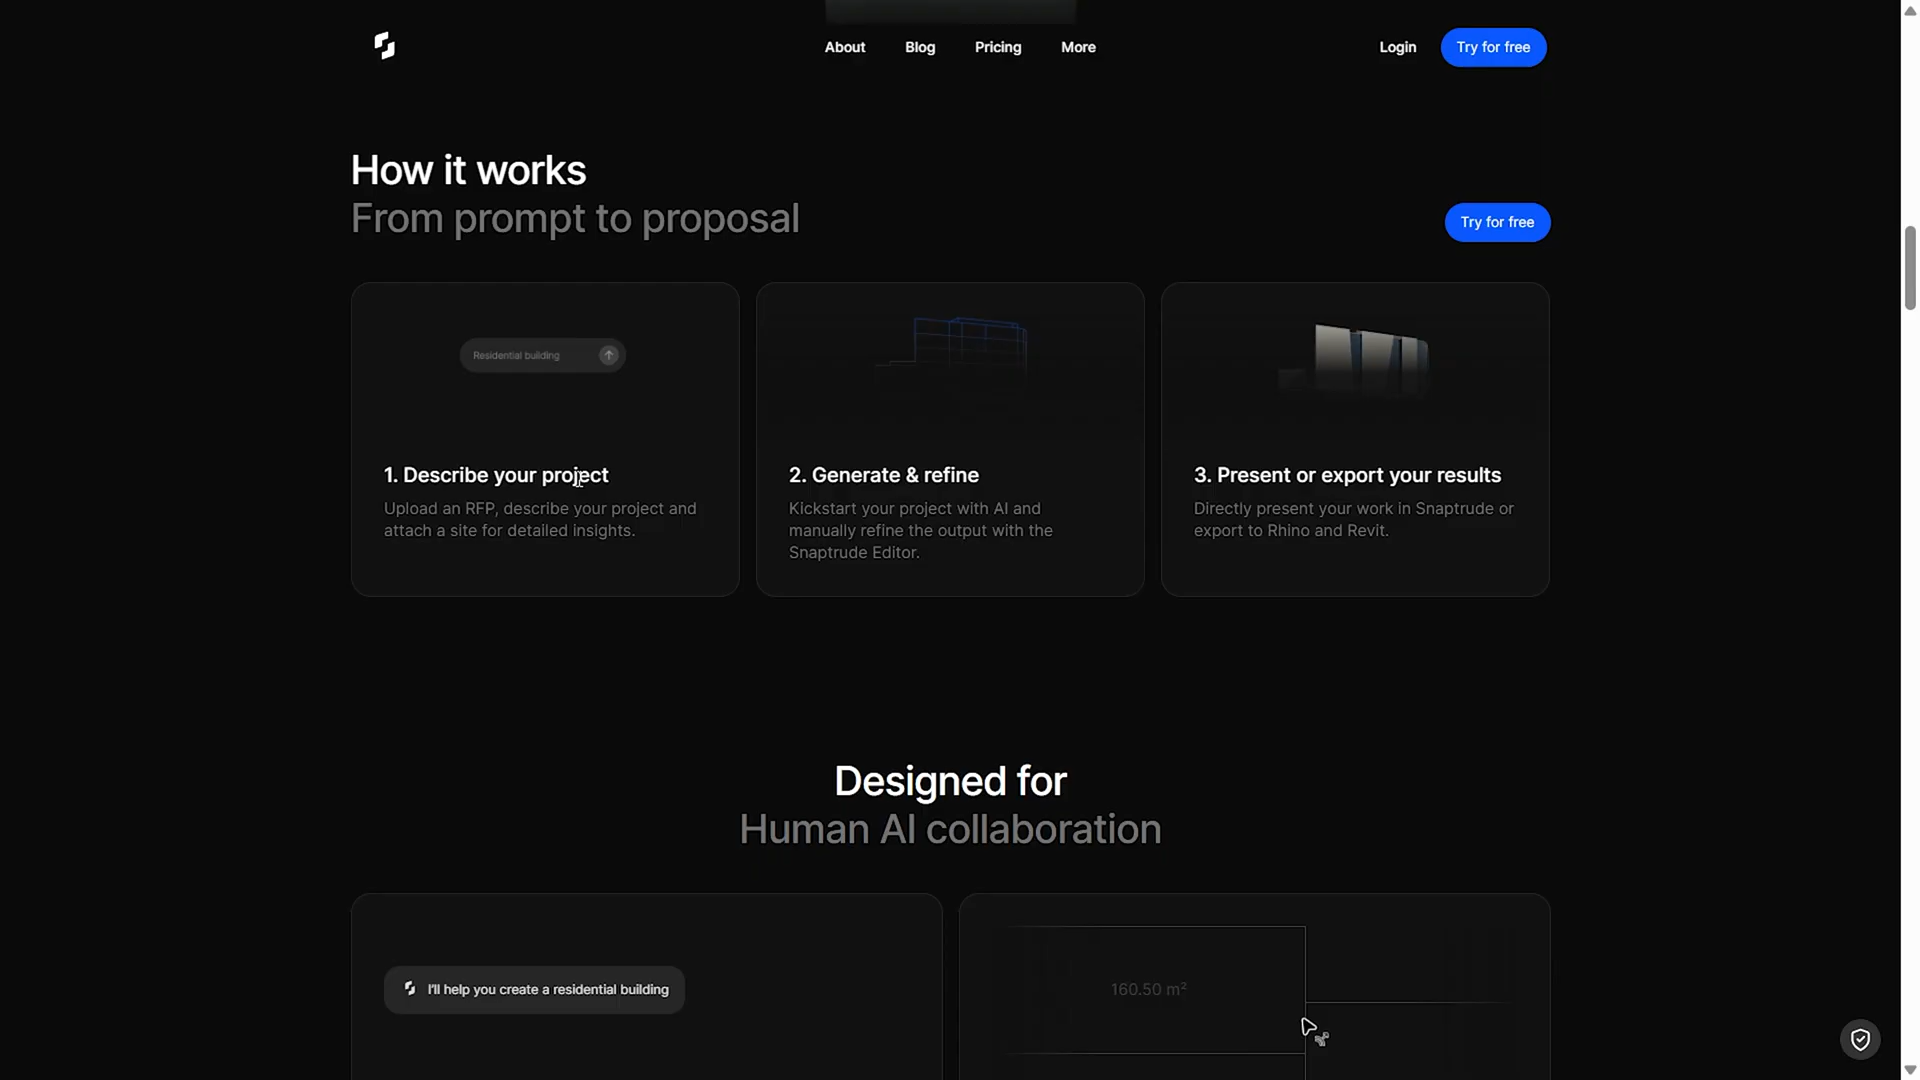 About Blog Pricing More Login Try for free
How it works
From prompt to proposal
Try for free
Residential building
1. Describe your project
Upload an RFP, describe your project and
attach a site for detailed insights.
2. Generate & refine
Kickstart your project with AI and
manually refine the output with the
Snaptrude Editor.
3. Present or export your results
Directly present your work in Snaptrude or
export to Rhino and Revit.
Designed for
Human AI collaboration
I'll help you create a residential building
160.50 m²